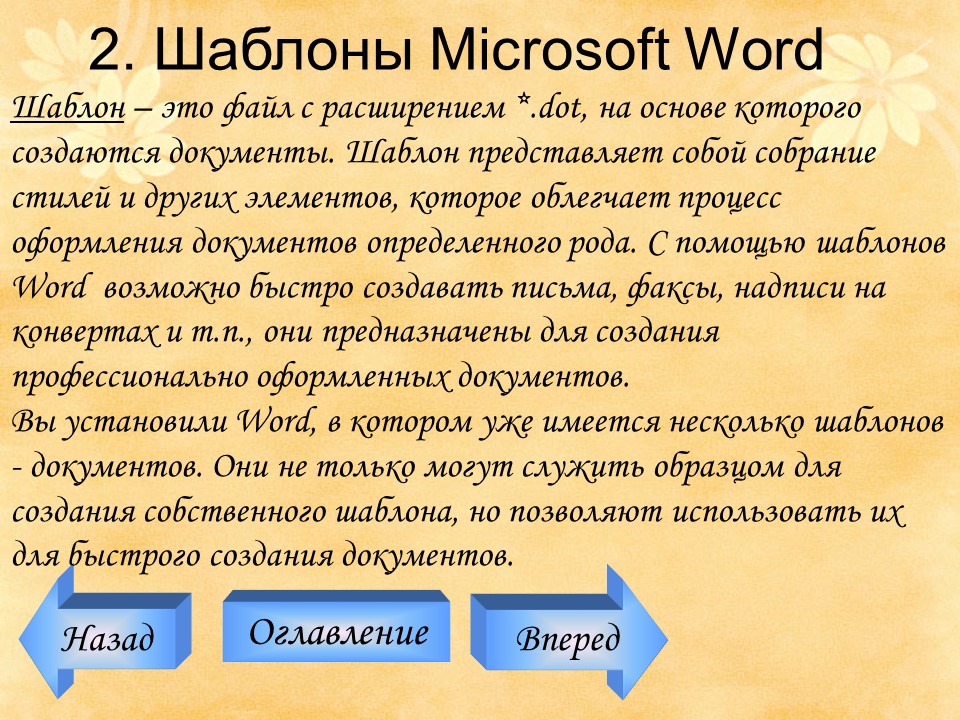 2. Шаблоны Microsoft Word
Шаблон – это файл с расширением *.dot, на основе которого
создаются документы. Шаблон представляет собой собрание
стилей и других элементов, которое облегчает процесс
оформления документов определенного рода. С помощью шаблонов
Word возможно быстро создавать письма, факсы, надписи на
конвертах и т.п., они предназначены для создания
профессионально оформленных документов.
Вы установили Word, в котором уже имеется несколько шаблонов
- документов. Они не только могут служить образцом для
создания собственного шаблона, но позволяют использовать их
для быстрого создания документов.
Назад Оглавление Вперед